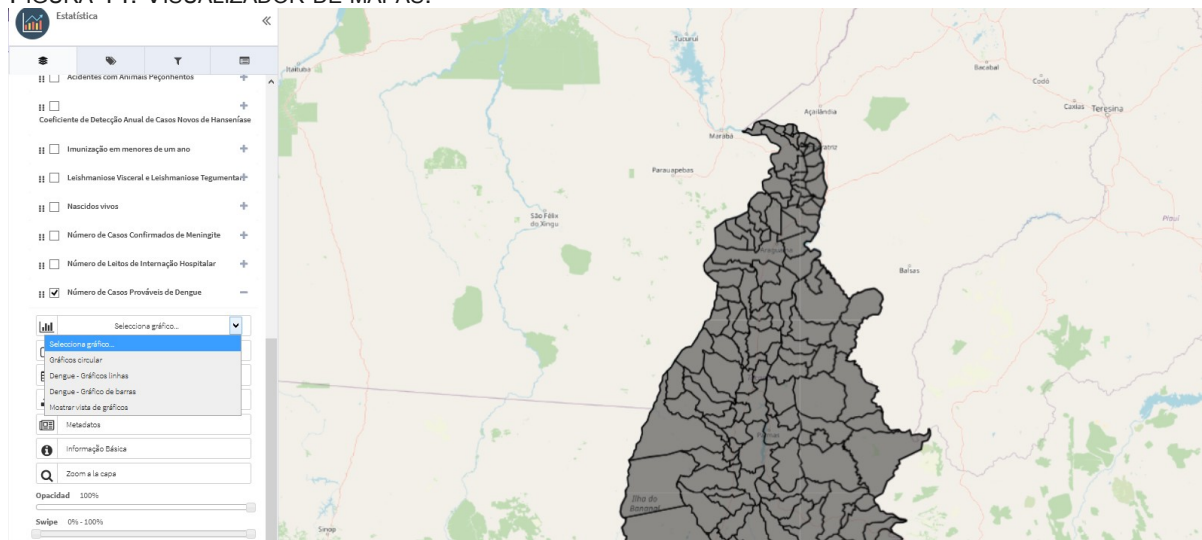 FIGURA 14: VISUALIZADOR DE MAPAS.
Estatística
Acidentes com Animais Peçonhentos
Coeficiente de Detecção Anual de Casos Novos de Hanseníase
Imunização em menores de um ano
Leishmaniose Visceral e Leishmaniose Tegumentar
Nascidos vivos
Número de Casos Confirmados de Meningite
Número de Leitos de Internação Hospitalar
Número de Casos Prováveis de Dengue
Selecciona gráfico...
Selecciona gráfico...
Gráficos circular
Dengue - Gráficos linhas
Dengue - Gráfico de barras
Mostrar vista de gráficos
Metadatos
Informação Básica
Zoom a la capa
Opacidad 100%
Swipe 0% - 100%
Tucuruí
Itaituba
Bacabal
Codó
Caxias
Teresina
Açailândia
Marabá
Parauapebas
São Félix
do Xingu
Araguaína
Balsas
Piauí
Palmas
Ilha do
Bananal
Sinop